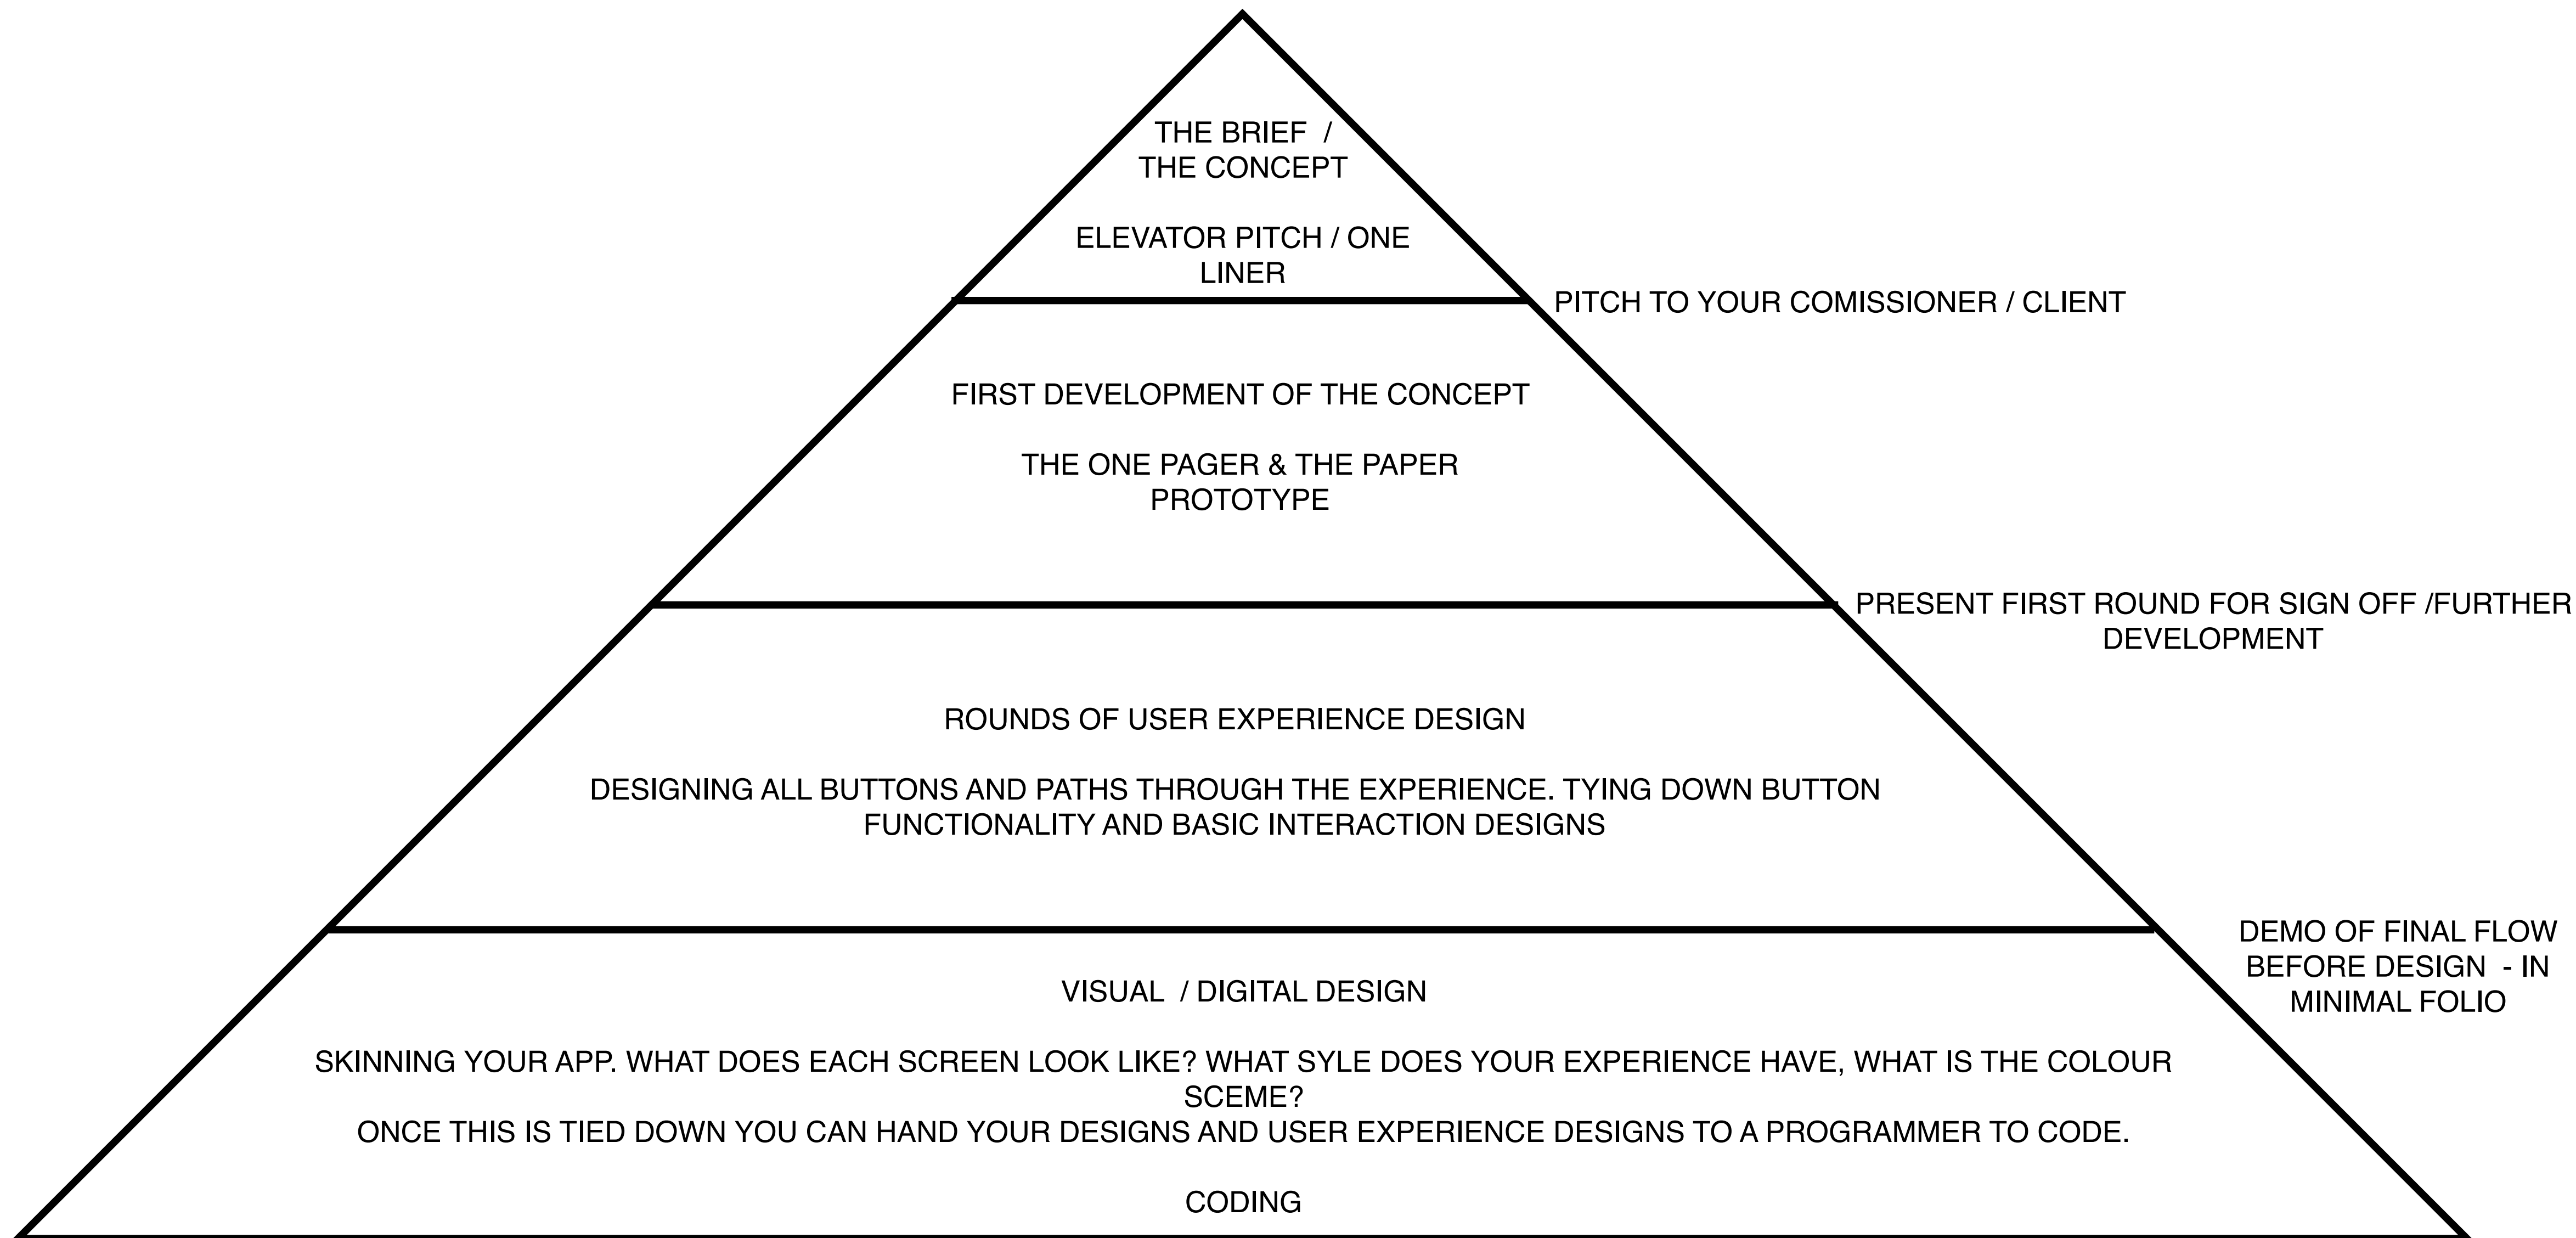 THE BRIEF  /
THE CONCEPT
ELEVATOR PITCH / ONE
LINER
PITCH TO YOUR COMISSIONER / CLIENT
FIRST DEVELOPMENT OF THE CONCEPT
THE ONE PAGER & THE PAPER
PROTOTYPE
PRESENT FIRST ROUND FOR SIGN OFF /FURTHER
DEVELOPMENT
ROUNDS OF USER EXPERIENCE DESIGN
DESIGNING ALL BUTTONS AND PATHS THROUGH THE EXPERIENCE. TYING DOWN BUTTON
FUNCTIONALITY AND BASIC INTERACTION DESIGNS
DEMO OF FINAL FLOW
BEFORE DESIGN  - IN
MINIMAL FOLIO
VISUAL  / DIGITAL DESIGN
SKINNING YOUR APP. WHAT DOES EACH SCREEN LOOK LIKE? WHAT SYLE DOES YOUR EXPERIENCE HAVE, WHAT IS THE COLOUR
SCEME?
ONCE THIS IS TIED DOWN YOU CAN HAND YOUR DESIGNS AND USER EXPERIENCE DESIGNS TO A PROGRAMMER TO CODE.
CODING